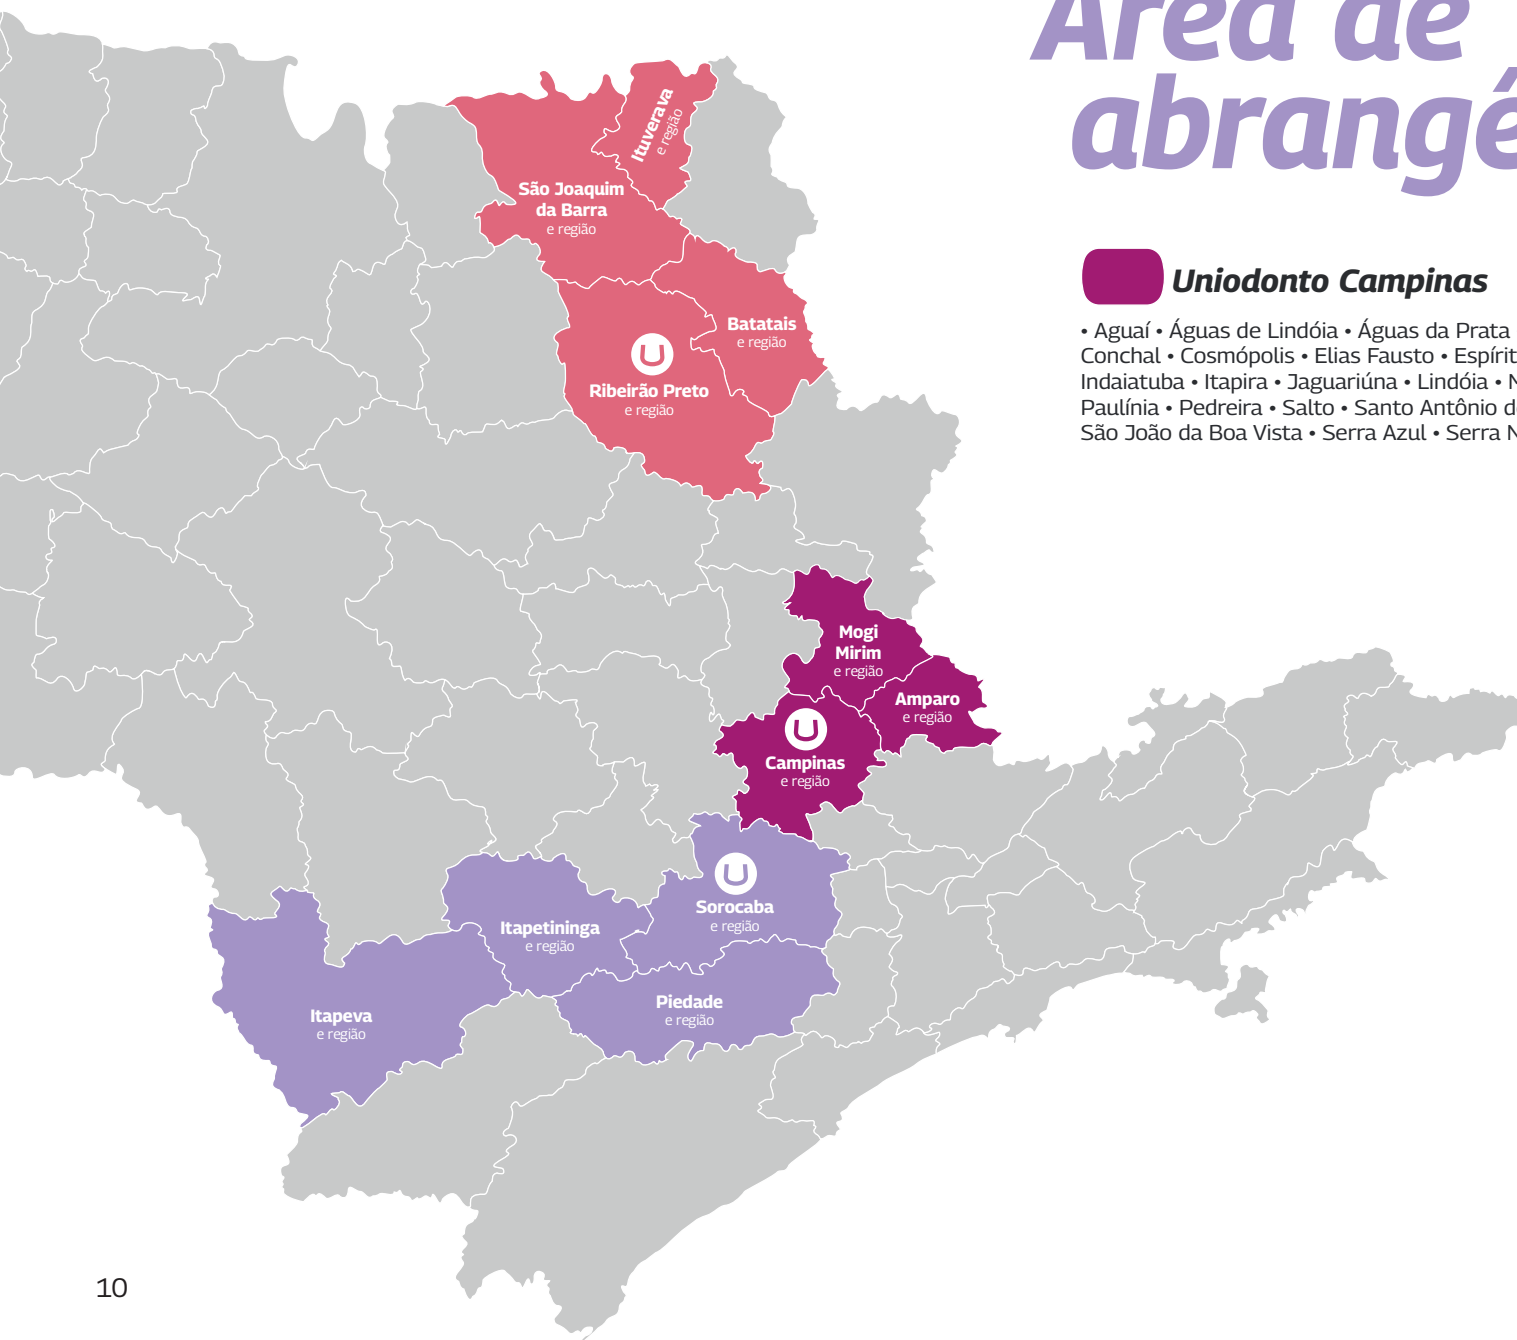 Área de
Ituverava
e região
São Joaquim
da Barra
e região
Uniodonto Campinas
Batatais
e região
Ribeirão Preto
e região
• Aguaí • Águas de Lindóia • Águas da Prata
Conchal • Cosmópolis • Elias Fausto •
Indaiatuba • Itapira • Jaguariúna • Lindóia •
Paulínia • Pedreira • Salto • Santo Antônio
São João da Boa Vista • Serra Azul • Serra
Mogi
Mirim
e região
Amparo
e região
Campinas
e região
Sorocaba
e região
Itapetininga
e região
Piedade
e região
Itapeva
e região
10